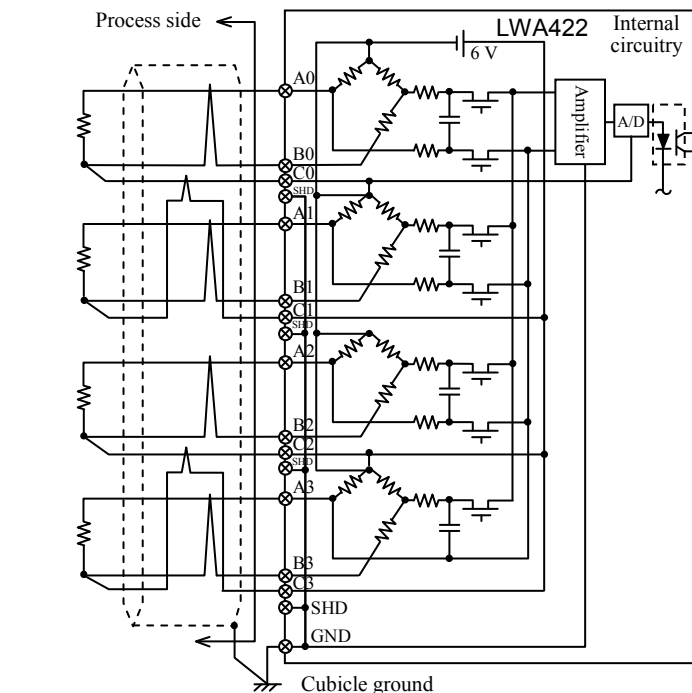 Process side
LWA422
Internal
circuitry
6 V
A0
Amplifier
A/D
B0
C0
SHD
A1
B1
C1
SHD
A2
B2
C2
SHD
A3
B3
C3
SHD
GND
Cubicle ground